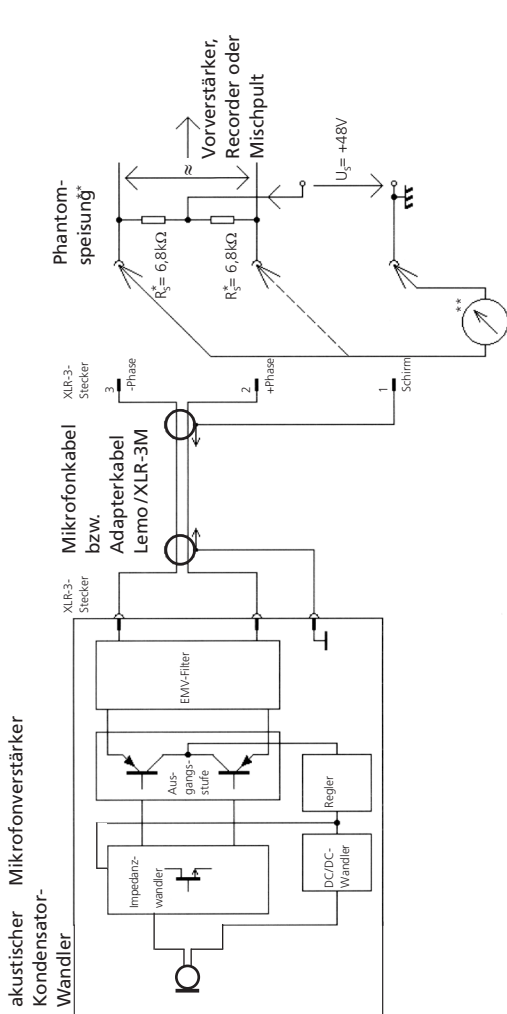 akustischer
Kondensator-
Wandler
Mikrofonverstärker
Impedanz-
wandler
Aus-
gangs-
stufe
EMV-Filter
DC/DC-
Wandler
Regler
XLR-3-
Stecker
Mikrofonkabel
bzw.
Adapterkabel
Lemo/XLR-3M
XLR-3-
Stecker
3
-Phase
2
+Phase
1
Schirm
Phantom-
speisung**
R*S= 6,8kΩ
R*S= 6,8kΩ
≈
Vorverstärker,
Recorder oder
Mischpult
US= +48V
**